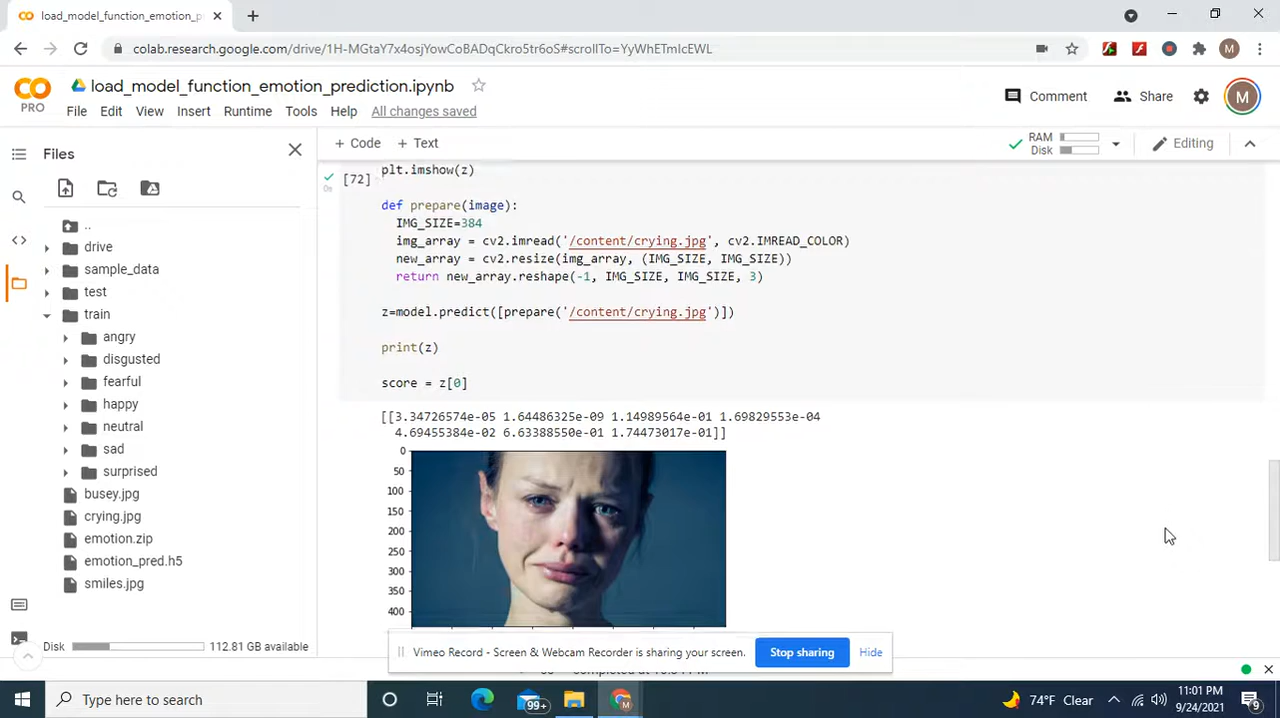 load_model_function_emotion_p
colab.research.google.com/drive/1H-MGtaY7x4osjYowCoBADqCkro5tr6oS#scrollTo=YyWhETmIcEWL
M
CO
PRO
load_model_function_emotion_prediction.ipynb
File Edit View Insert Runtime Tools Help All changes saved
Comment Share M
Files
+ Code + Text
RAM
Disk
Editing
..
drive
sample_data
test
train
angry
disgusted
fearful
happy
neutral
sad
surprised
busey.jpg
crying.jpg
emotion.zip
emotion_pred.h5
smiles.jpg
Disk 112.81 GB available
[72]
0s
plt.imshow(z)
def prepare(image):
IMG_SIZE=384
img_array = cv2.imread('/content/crying.jpg', cv2.IMREAD_COLOR)
new_array = cv2.resize(img_array, (IMG_SIZE, IMG_SIZE))
return new_array.reshape(-1, IMG_SIZE, IMG_SIZE, 3)
z=model.predict([prepare('/content/crying.jpg')])
print(z)
score = z[0]
[[3.34726574e-05 1.64486325e-09 1.14989564e-01 1.69829553e-04
4.69455384e-02 6.63388550e-01 1.74473017e-01]]
0
50
100
150
200
250
300
350
400
Vimeo Record - Screen & Webcam Recorder is sharing your screen. Stop sharing Hide
Type here to search
99+
M
74°F Clear
11:01 PM
9/24/2021
9